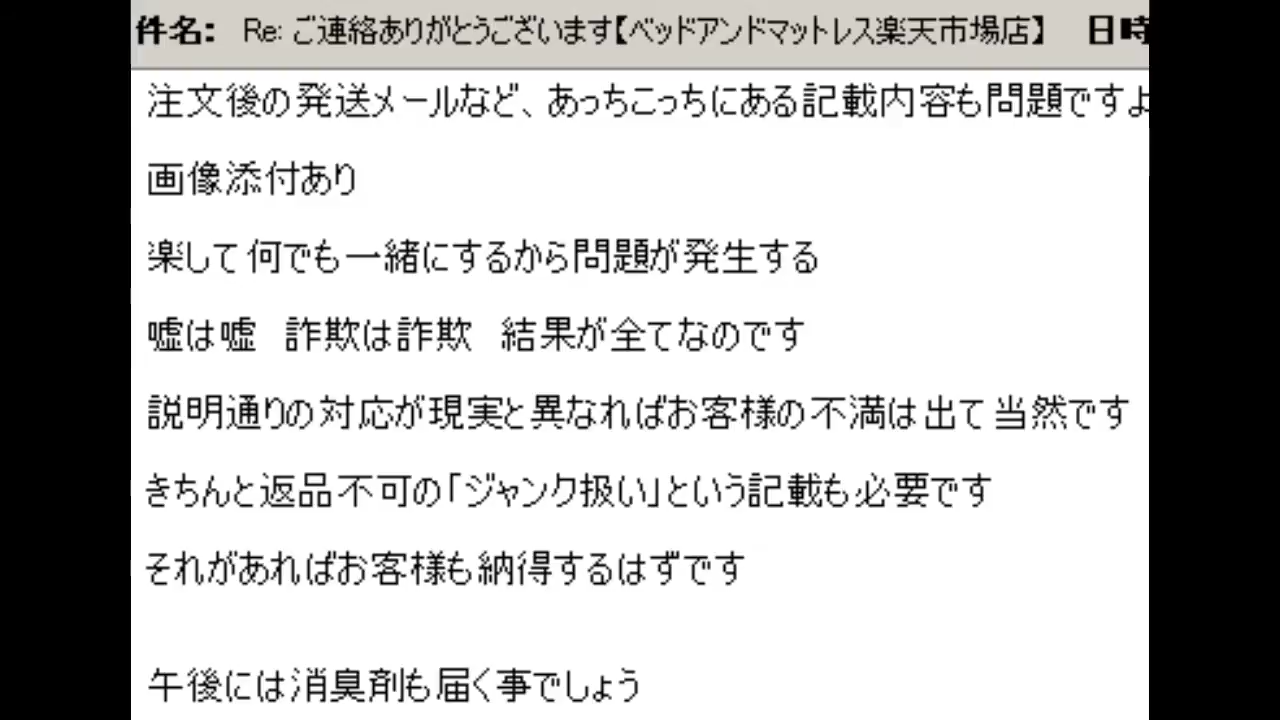 件名: Re: ご連絡ありがとうございます【ベッドアンドマットレス楽天市場店】 日時
注文後の発送メールなど、あっちこっちにある記載内容も問題ですよ
画像添付あり
楽して何でも一緒にするから問題が発生する
嘘は嘘　詐欺は詐欺　結果が全てなのです
説明通りの対応が現実と異なればお客様の不満は出て当然です
きちんと返品不可の「ジャンク扱い」という記載も必要です
それがあればお客様も納得するはずです
午後には消臭剤も届く事でしょう